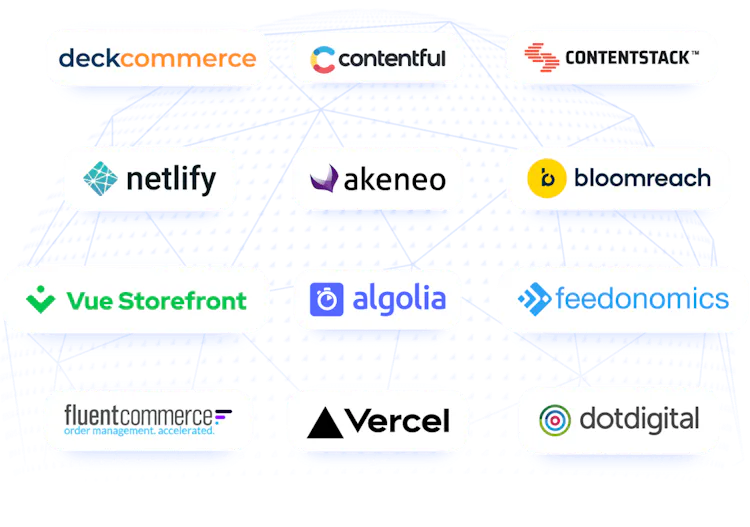 deckcommerce
contentful
CONTENTSTACK™
netlify
akeneo
bloomreach
Vue Storefront
algolia
feedonomics
fluentcommerce
order management. accelerated.
Vercel
dotdigital